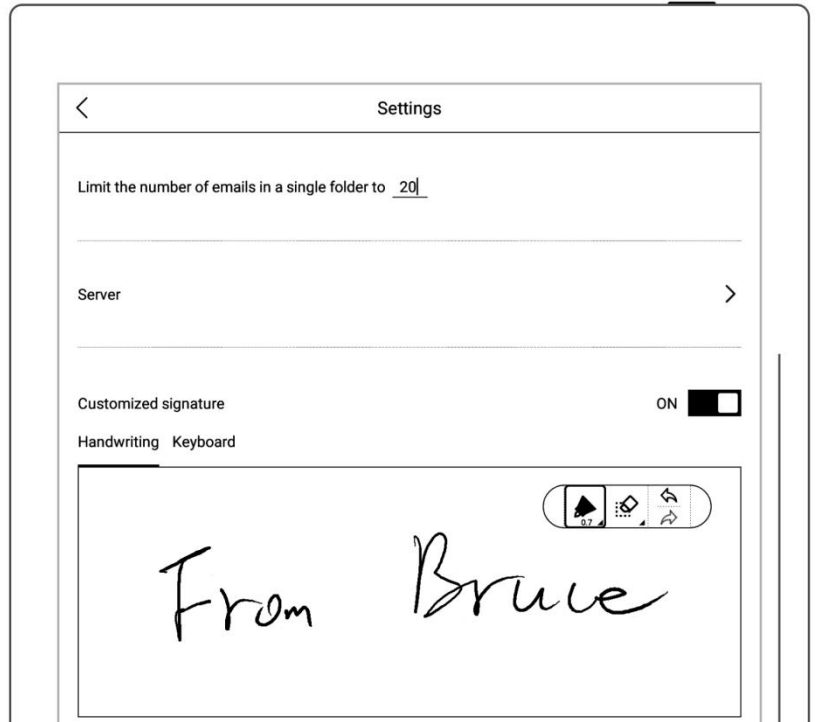 Settings
Limit the number of emails in a single folder to 20
Server
Customized signature ON
Handwriting Keyboard
0.7
From Bruce